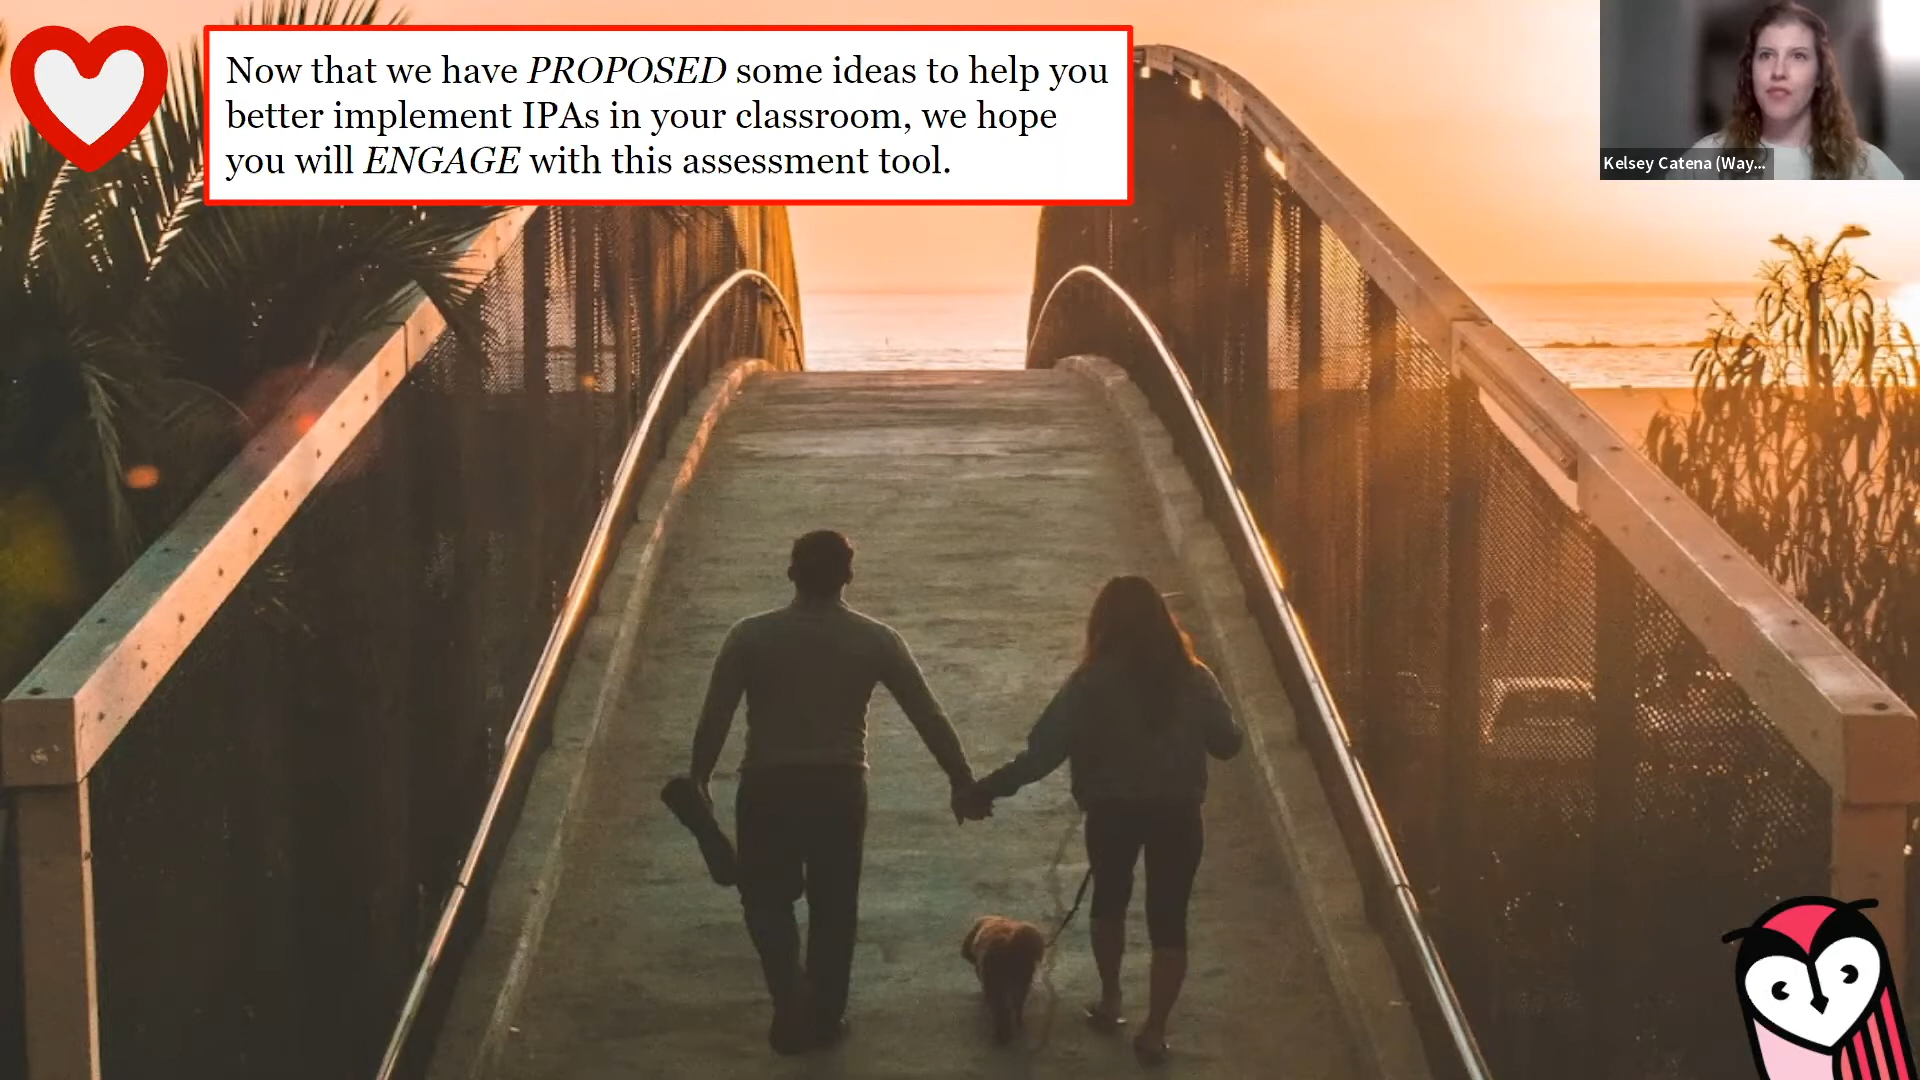 Now that we have PROPOSED some ideas to help you
better implement IPAs in your classroom, we hope
you will ENGAGE with this assessment tool.
Kelsey Catena (Way...